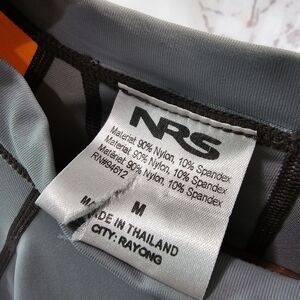 NRS
Material: 90% Nylon, 10% Spandex
Material: 90% Nylon, 10% Spandex
Material: 90% Nylon, 10% Spandex
RN#64612
M
MADE IN THAILAND
CITY: RAYONG